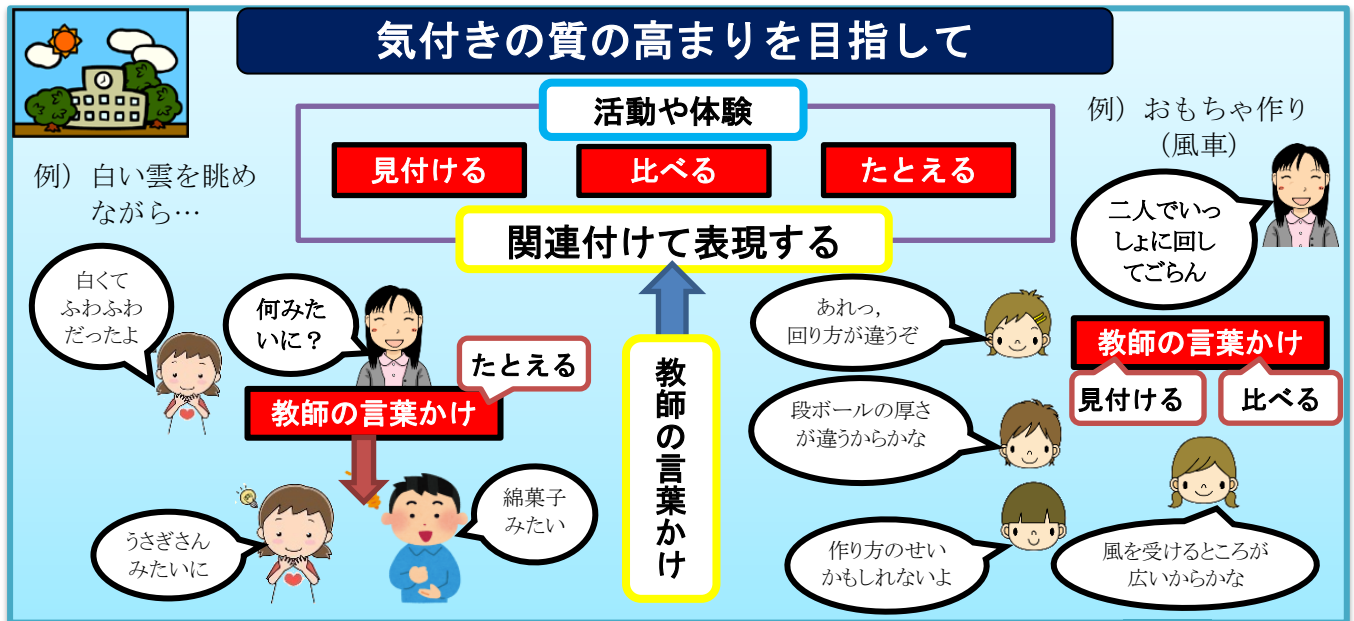 気付きの質の高まりを目指して
活動や体験
見付ける
比べる
たとえる
関連付けて表現する
教師の言葉かけ
例）白い雲を眺め
ながら…
白くて
ふわふわ
だったよ
何みた
いに？
たとえる
教師の言葉かけ
うさぎさん
みたいに
綿菓子
みたい
例）おもちゃ作り
（風車）
二人でいっ
しょに回し
てごらん
教師の言葉かけ
見付ける
比べる
あれっ，
回り方が違うぞ
段ボールの厚さ
が違うからかな
作り方のせい
かもしれないよ
風を受けるところが
広いからかな